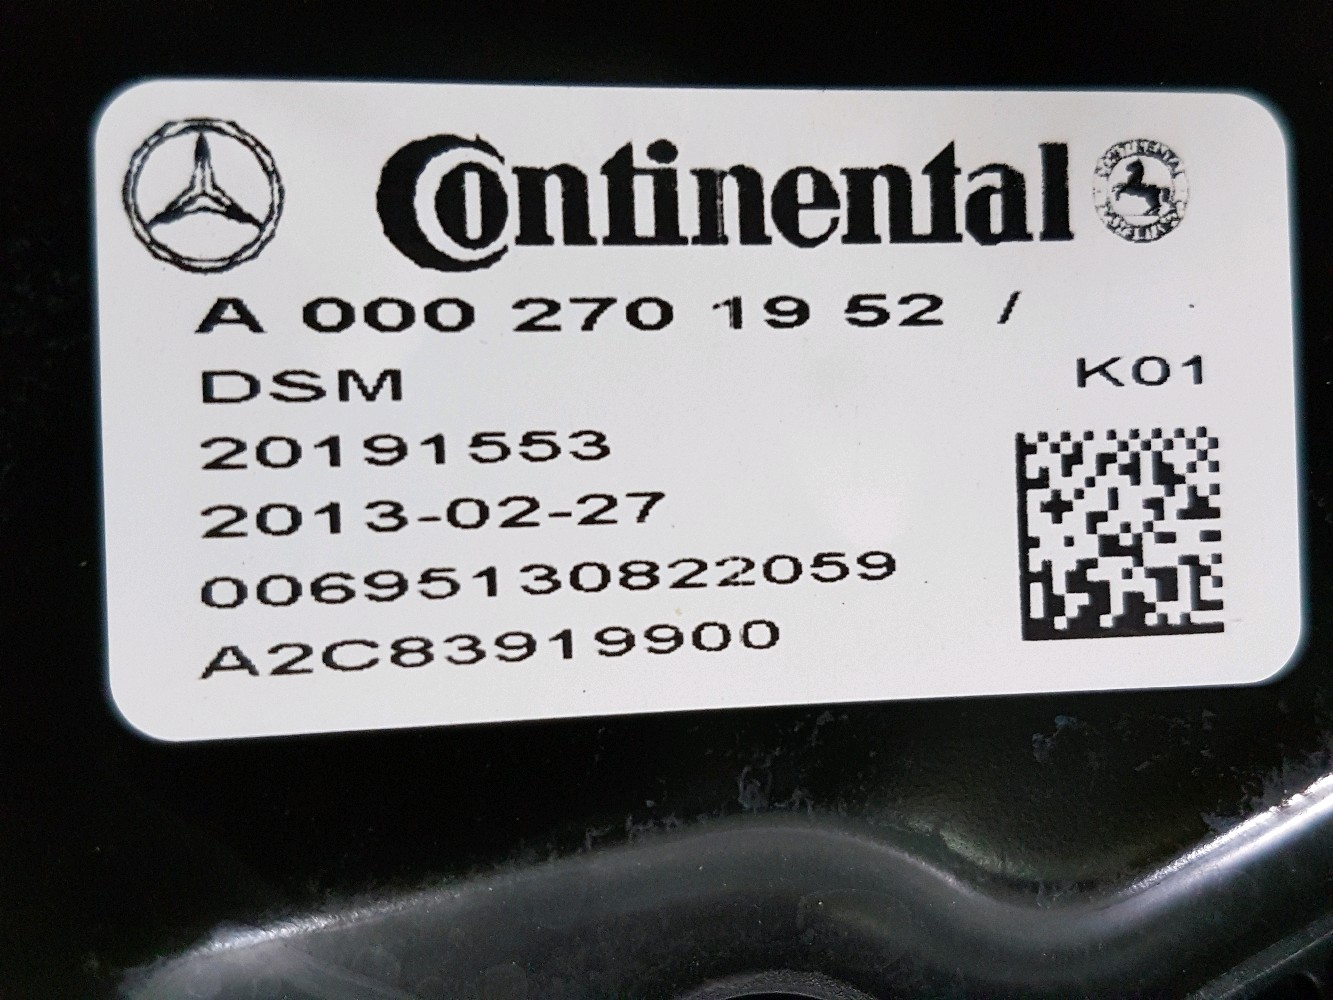 Continental
A 000 270 19 52 /
DSM
K01
20191553
2013-02-27
00695130822059
A2C83919900